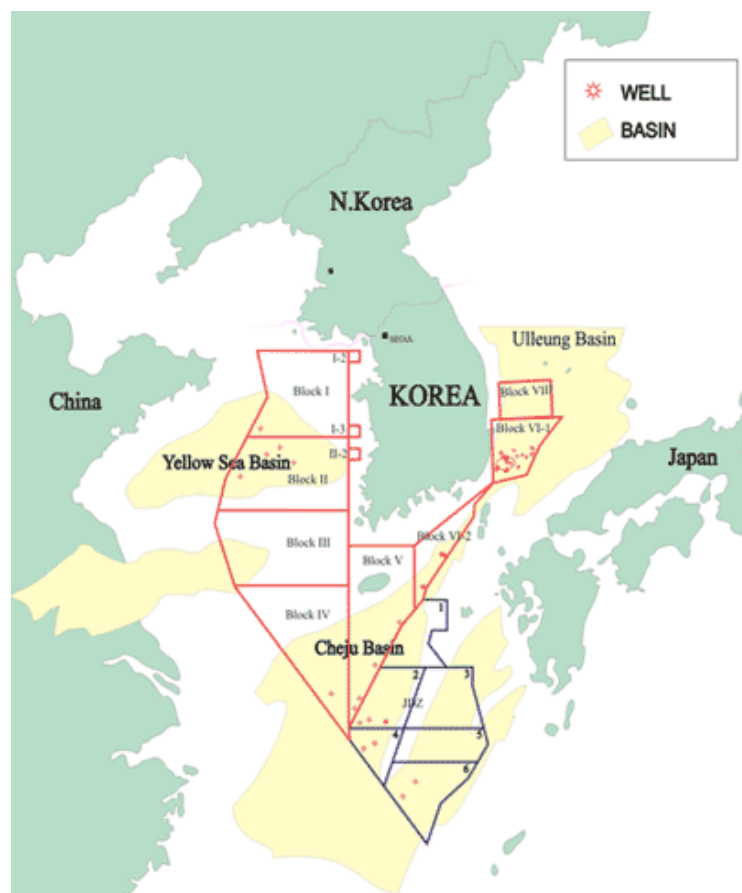 WELL
BASIN
N.Korea
SEOUL
Ulleung Basin
I-2
Block I
China
KOREA
Block VII
I-3
Block VI-1
II-2
Yellow Sea Basin
Block II
Japan
Block VI-2
Block III
Block V
1
Block IV
Cheju Basin
2
3
JDZ
4
5
6